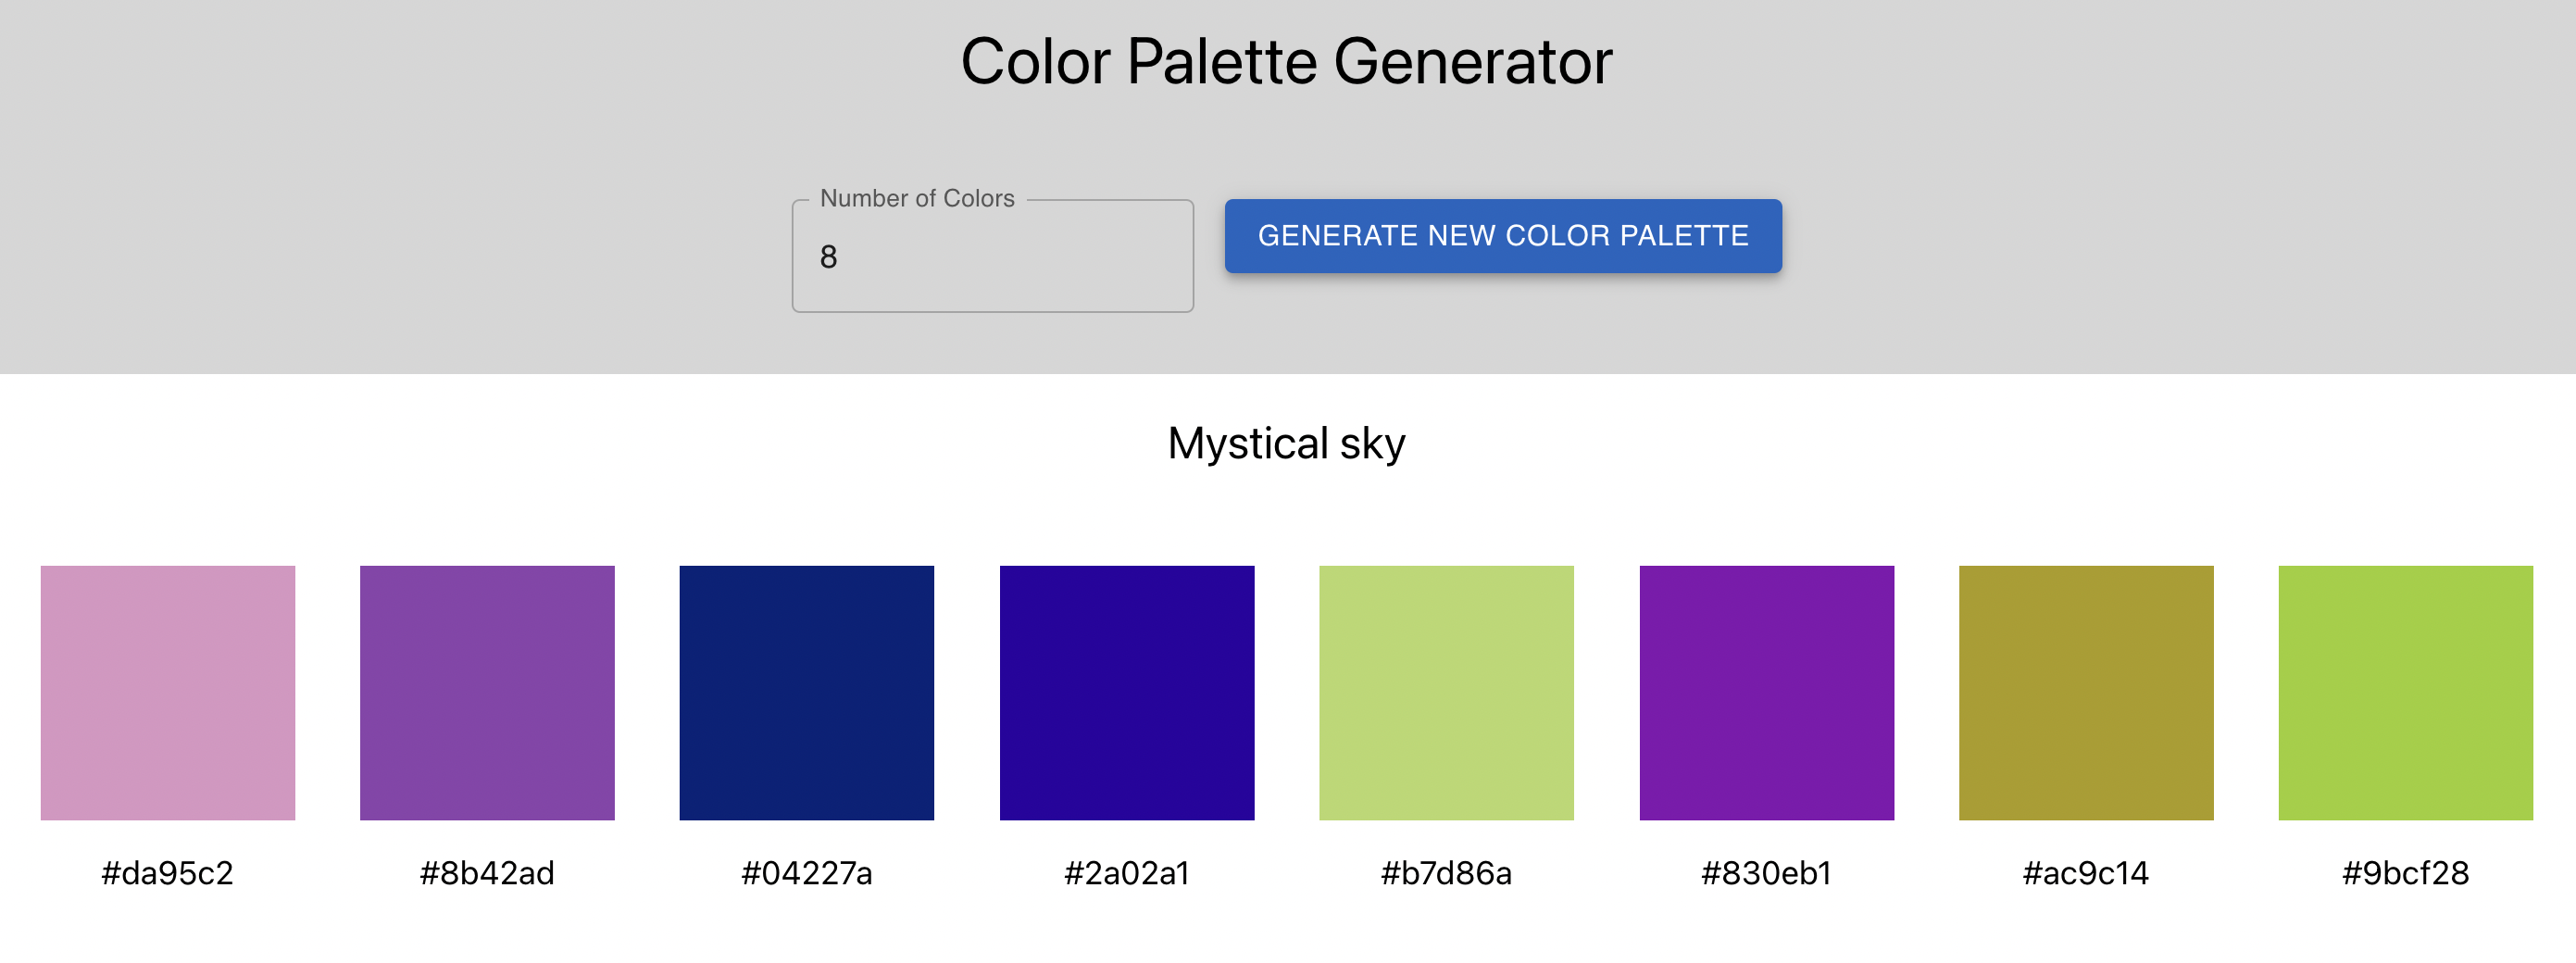 Color Palette Generator
Number of Colors
8
GENERATE NEW COLOR PALETTE
Mystical sky
#da95c2
#8b42ad
#04227a
#2a02a1
#b7d86a
#830eb1
#ac9c14
#9bcf28